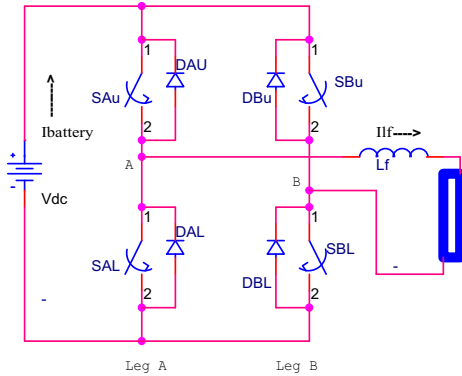 1
1
DAU
SAu
DBu
SBu
Ibattery
2
2
Ilf---->
A
Lf
+
B
-
Vdc
1
1
DAL
SBL
SAL
DBL
-
2
2
-
Leg A
Leg B